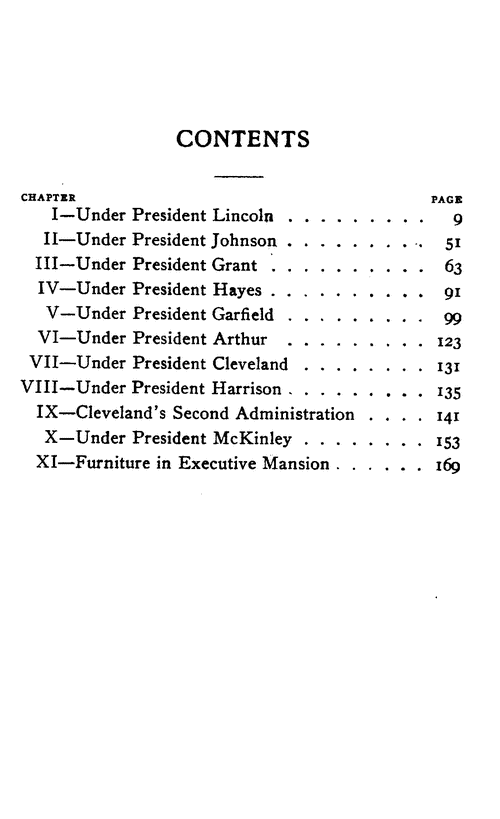 CONTENTS
CHAPTER PAGE
I—Under President Lincoln . . . . . . . . . 9
II—Under President Johnson . . . . . . . . . 51
III—Under President Grant . . . . . . . . . . 63
IV—Under President Hayes . . . . . . . . . . 91
V—Under President Garfield . . . . . . . . . 99
VI—Under President Arthur . . . . . . . . . 123
VII—Under President Cleveland . . . . . . . . 131
VIII—Under President Harrison . . . . . . . . . 135
IX—Cleveland's Second Administration . . . . 141
X—Under President McKinley . . . . . . . . 153
XI—Furniture in Executive Mansion . . . . . . 169